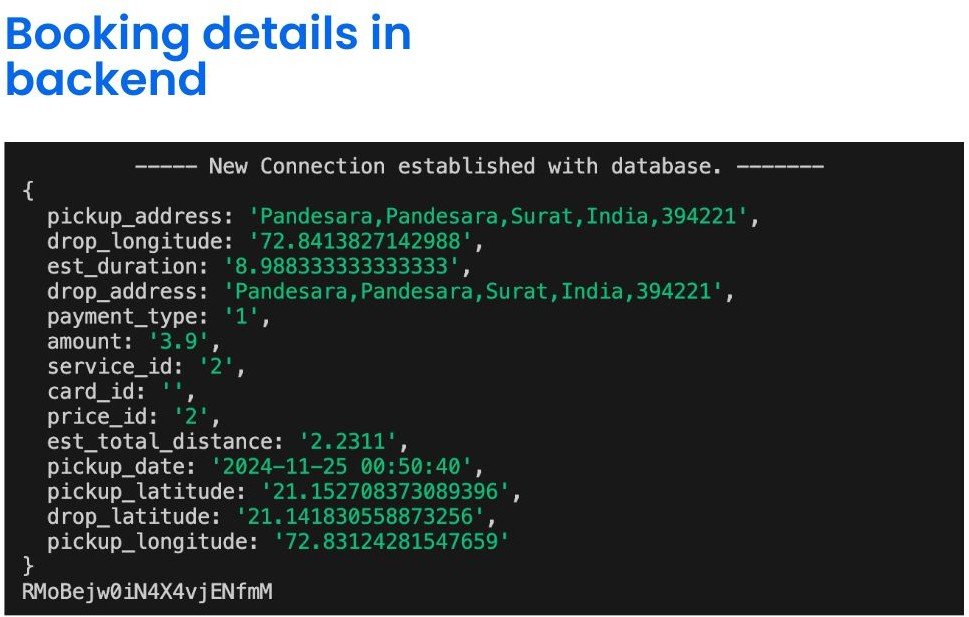 Booking details in
backend
----- New Connection established with database. -------
{
pickup_address: 'Pandesara,Pandesara,Surat,India,394221',
drop_longitude: '72.8413827142988',
est_duration: '8.988333333333333',
drop_address: 'Pandesara,Pandesara,Surat,India,394221',
payment_type: '1',
amount: '3.9',
service_id: '2',
card_id: '',
price_id: '2',
est_total_distance: '2.2311',
pickup_date: '2024-11-25 00:50:40',
pickup_latitude: '21.152708373089396',
drop_latitude: '21.141830558873256',
pickup_longitude: '72.83124281547659'
}
RMoBejw0iN4X4vjENfmM